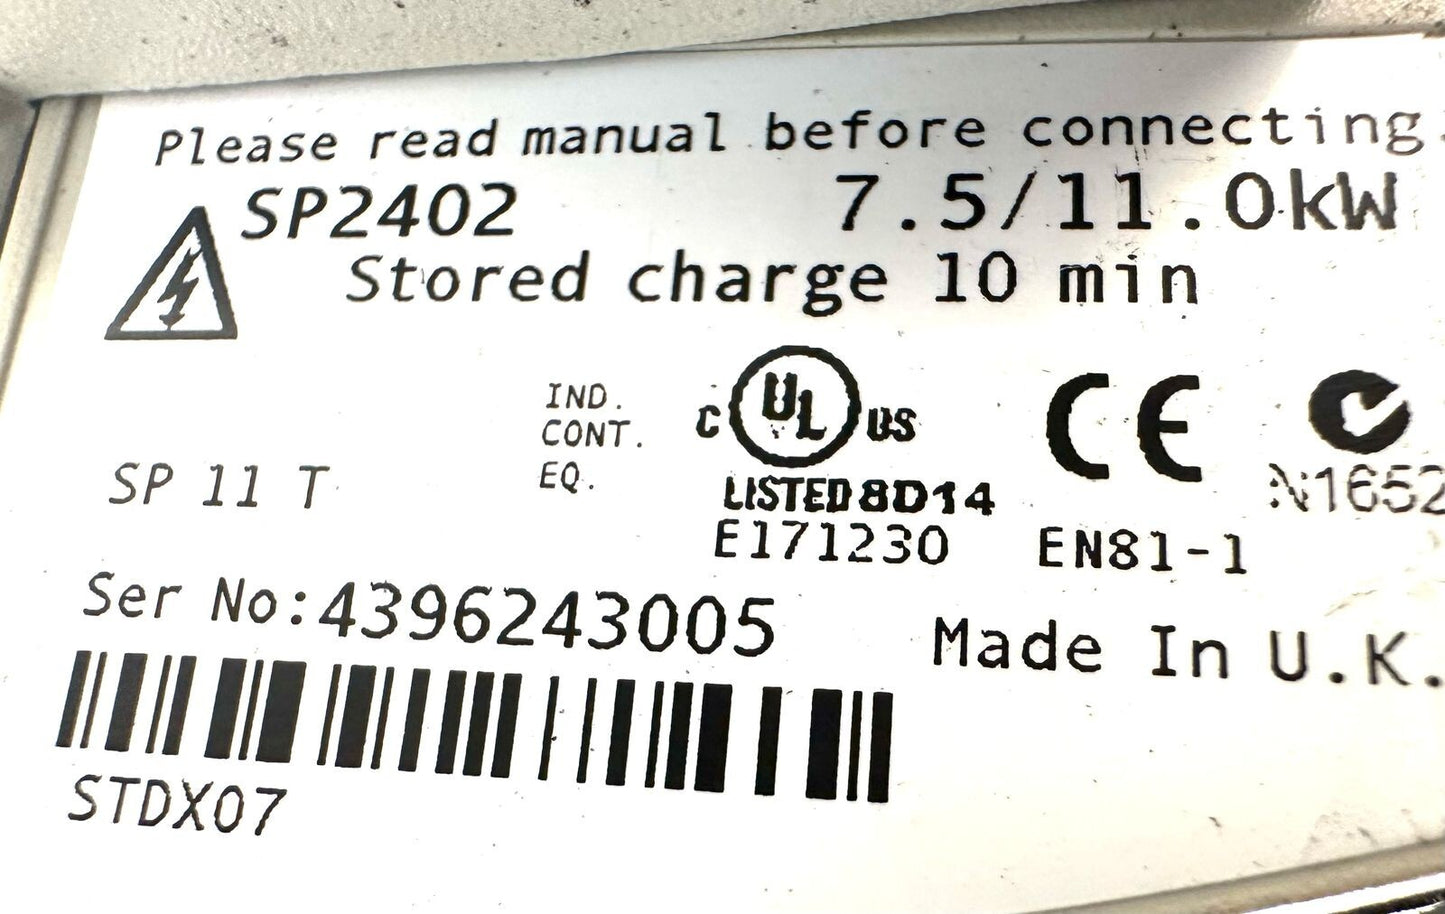 Please read manual before connecting.
SP2402 7.5/11.0kW
Stored charge 10 min
IND.
CONT.
EQ.
SP 11 T
C UL US
LISTED 8D14
E171230
CE
N1652
EN81-1
Ser No:4396243005
Made In U.K.
STDX07